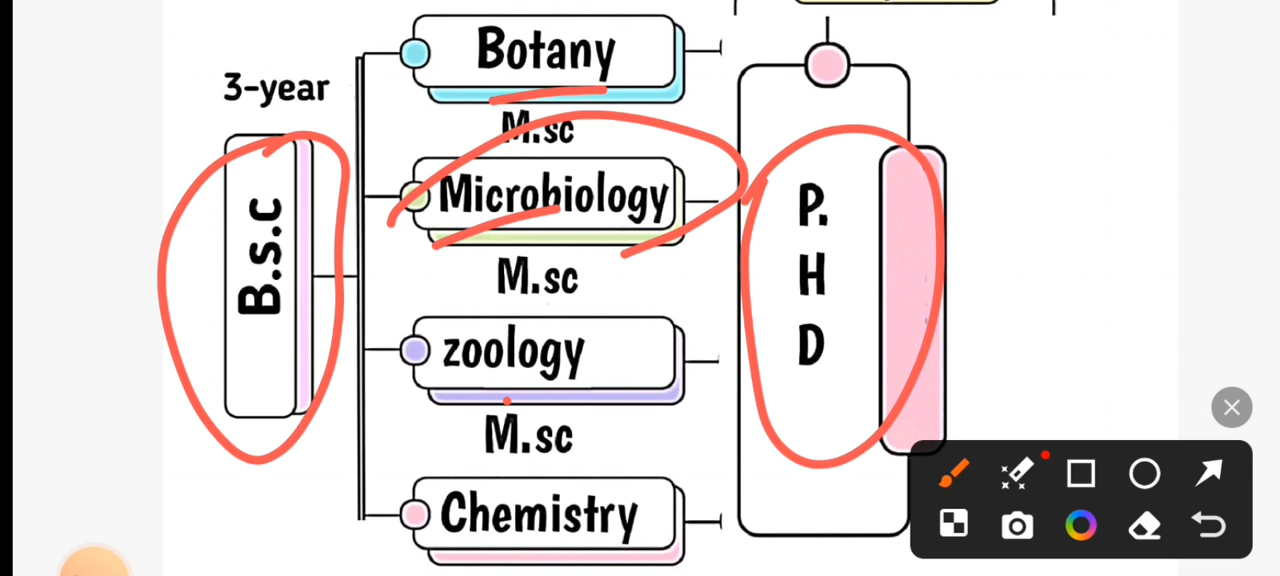 3-year
B.s.c
Botany
M.sc
Microbiology
M.sc
zoology
M.sc
Chemistry
P.
H
D